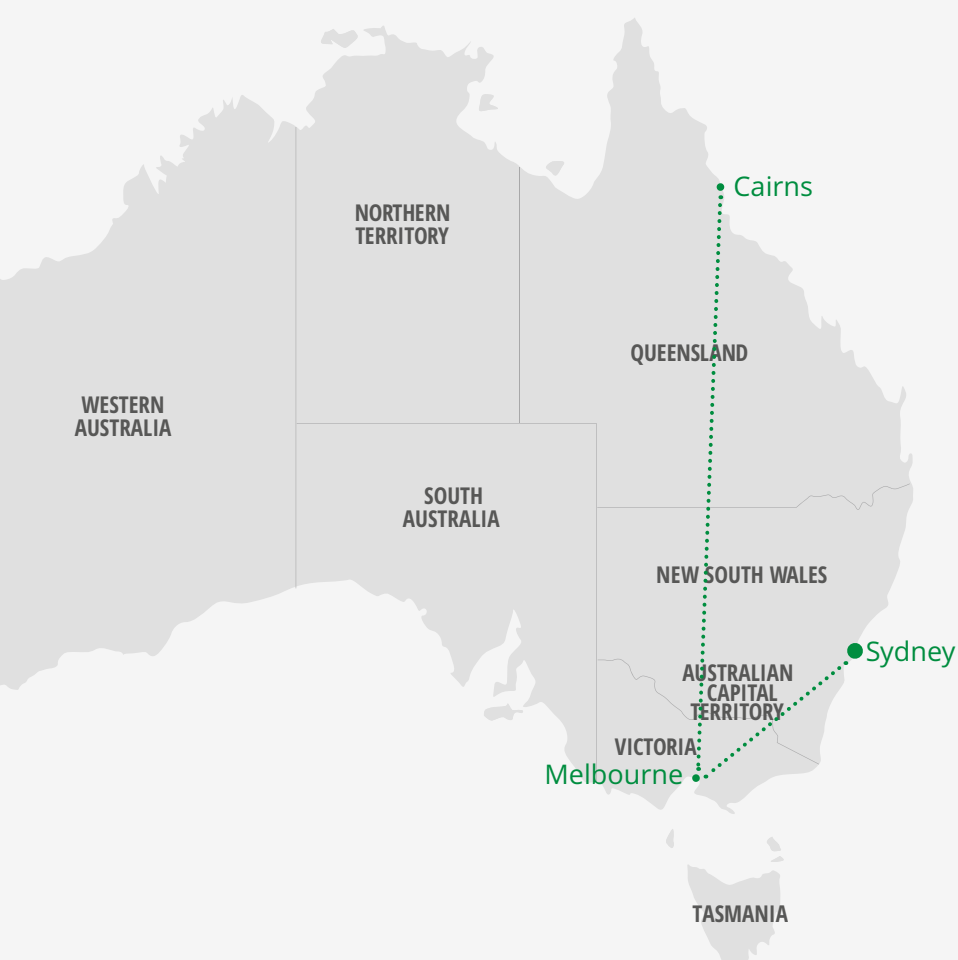 Cairns
NORTHERN
TERRITORY
QUEENSLAND
WESTERN
AUSTRALIA
SOUTH
AUSTRALIA
NEW SOUTH WALES
Sydney
AUSTRALIAN
CAPITAL
TERRITORY
VICTORIA
Melbourne
TASMANIA